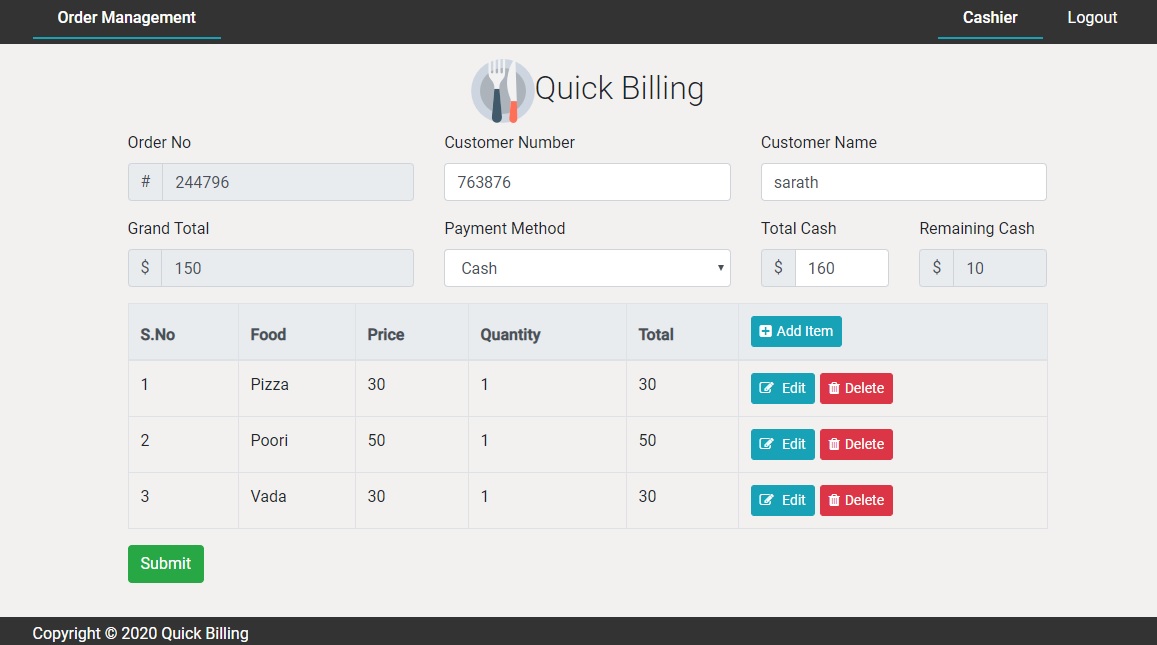 Order Management Cashier Logout
Quick Billing
Order No Customer Number Customer Name
# 244796 763876 sarath
Grand Total Payment Method Total Cash Remaining Cash
$ 150 Cash $ 160 $ 10
S.No Food Price Quantity Total Add Item
1 Pizza 30 1 30 Edit Delete
2 Poori 50 1 50 Edit Delete
3 Vada 30 1 30 Edit Delete
Submit
Copyright © 2020 Quick Billing